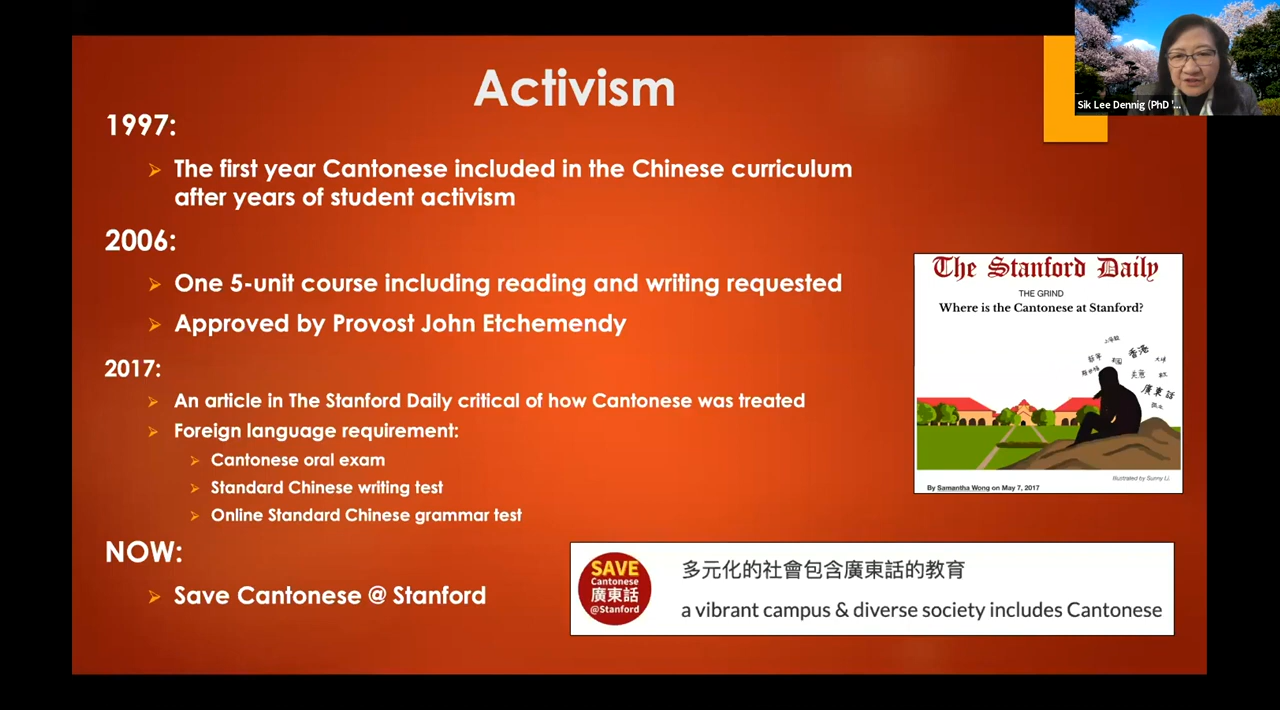 Activism
1997:
The first year Cantonese included in the Chinese curriculum
after years of student activism
2006:
One 5-unit course including reading and writing requested
Approved by Provost John Etchemendy
2017:
An article in The Stanford Daily critical of how Cantonese was treated
Foreign language requirement:
Cantonese oral exam
Standard Chinese writing test
Online Standard Chinese grammar test
NOW:
Save Cantonese @ Stanford
Sik Lee Dennig (PhD '...
The Stanford Daily
THE GRIND
Where is the Cantonese at Stanford?
香港
廣東話
Illustrated by Sunny Li.
By Samantha Wong on May 7, 2017
SAVE
Cantonese
廣東話
@Stanford
多元化的社會包含廣東話的教育
a vibrant campus & diverse society includes Cantonese